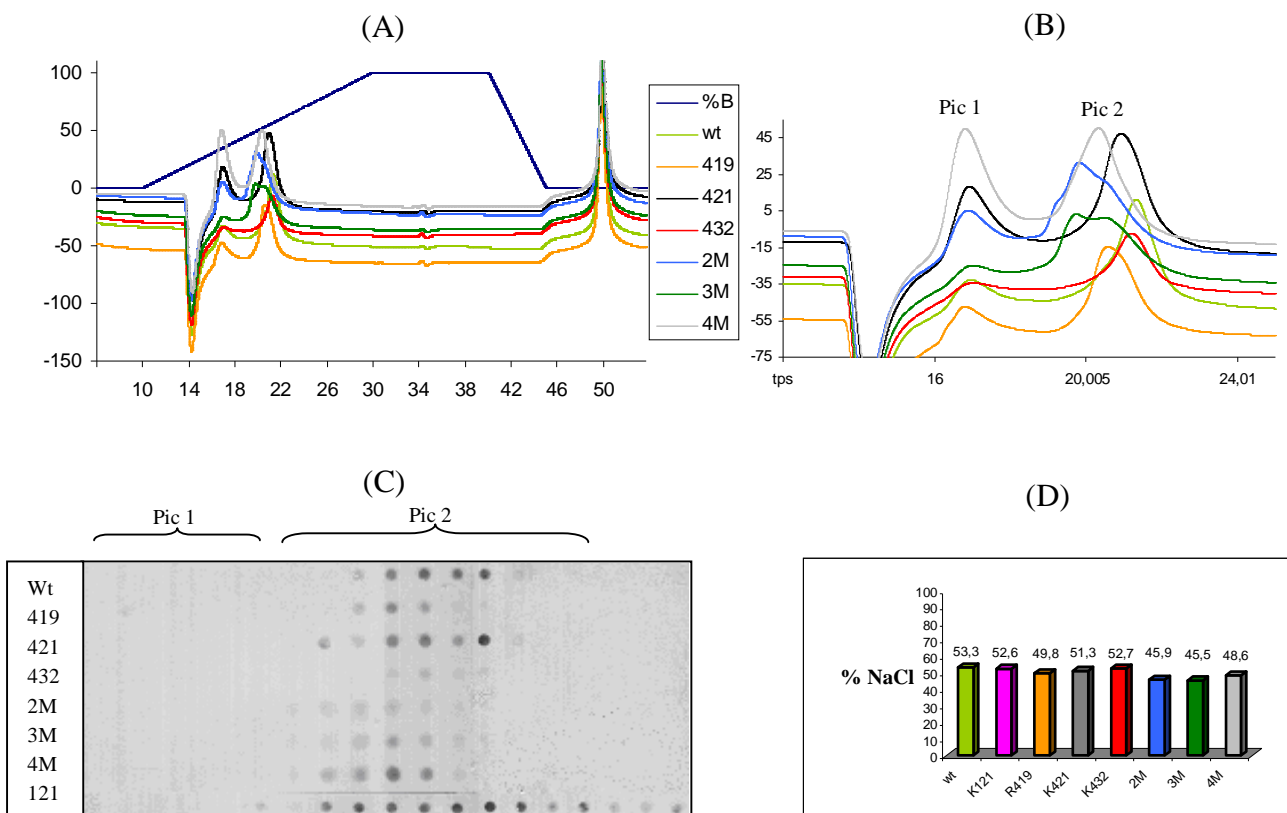 (A)
100
50
0
-50
-100
-150
10 14 18 22 26 30 34 38 42 46 50
%B
wt
419
421
432
2M
3M
4M
(B)
Pic 1 Pic 2
45
25
5
-15
-35
-55
-75
tps 16 20,005 24,01
(C)
Pic 1 Pic 2
Wt
419
421
432
2M
3M
4M
121
(D)
% NaCl
100
90
80
70
60
50
40
30
20
10
0
53,3 52,6 49,8 51,3 52,7 45,9 45,5 48,6
wt K121 R419 K421 K432 2M 3M 4M